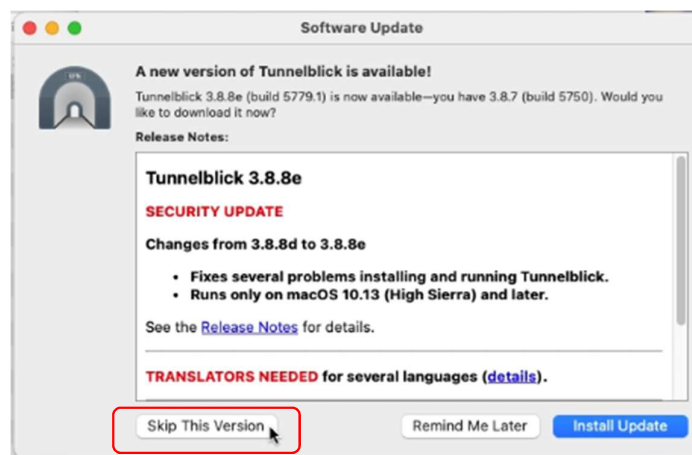 Software Update
A new version of Tunnelblick is available!
Tunnelblick 3.8.8e (build 5779.1) is now available—you have 3.8.7 (build 5750). Would you
like to download it now?
Release Notes:
Tunnelblick 3.8.8e
SECURITY UPDATE
Changes from 3.8.8d to 3.8.8e
• Fixes several problems installing and running Tunnelblick.
• Runs only on macOS 10.13 (High Sierra) and later.
See the Release Notes for details.
TRANSLATORS NEEDED for several languages (details).
Skip This Version
Remind Me Later
Install Update